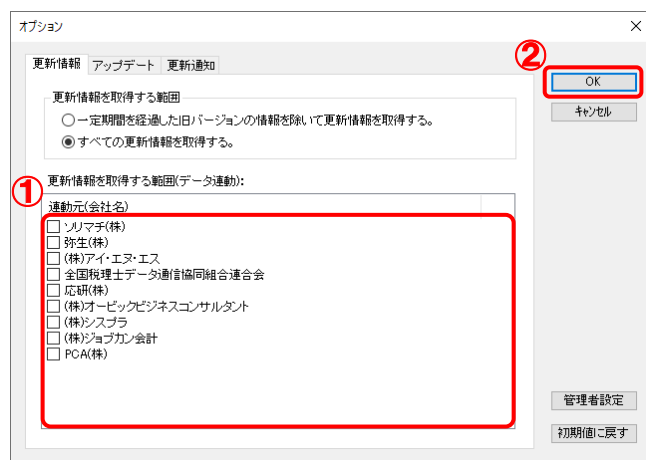 オプション
更新情報 アップデート 更新通知
②
OK
キャンセル
更新情報を取得する範囲
一定期間を経過した旧バージョンの情報を除いて更新情報を取得する。
すべての更新情報を取得する。
①
更新情報を取得する範囲(データ連動):
連動元(会社名)
ソリマチ(株)
弥生(株)
(株)アイ・エヌ・エス
全国税理士データ通信協同組合連合会
応研(株)
(株)オービックビジネスコンサルタント
(株)シスプラ
(株)ジョブカン会計
PCA(株)
管理者設定
初期値に戻す